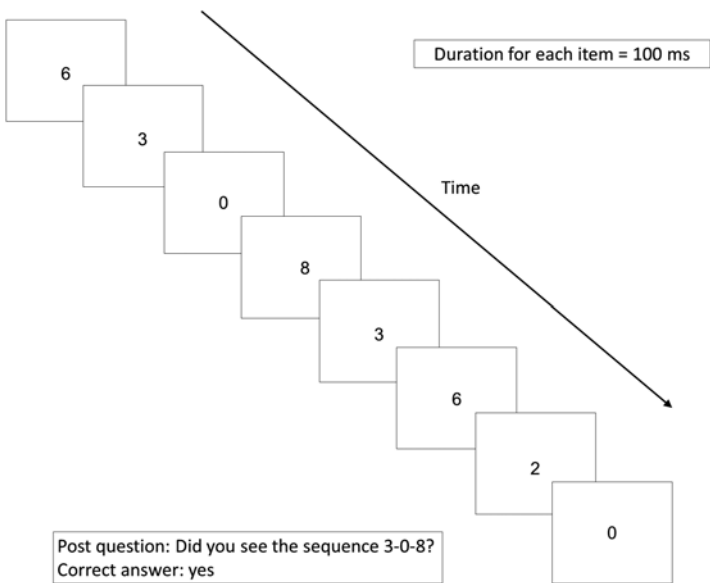 6
Duration for each item = 100 ms
3
Time
0
8
3
6
2
0
Post question: Did you see the sequence 3-0-8?
Correct answer: yes